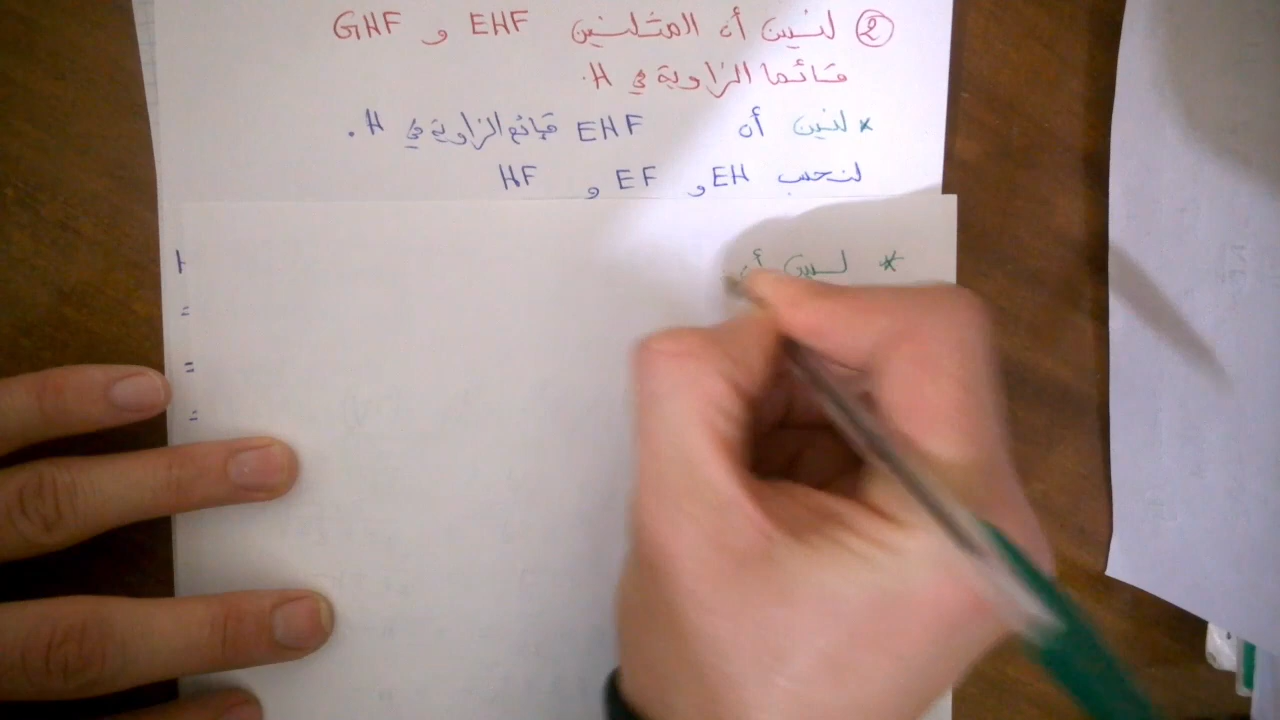 ② لنبين أن المثلثين EHF و GHF
قائما الزاوية في H.
* لنبين أن EHF قائم الزاوية في H.
لنحسب EH و EF و HF
* لنبين أن
H
=
=
=